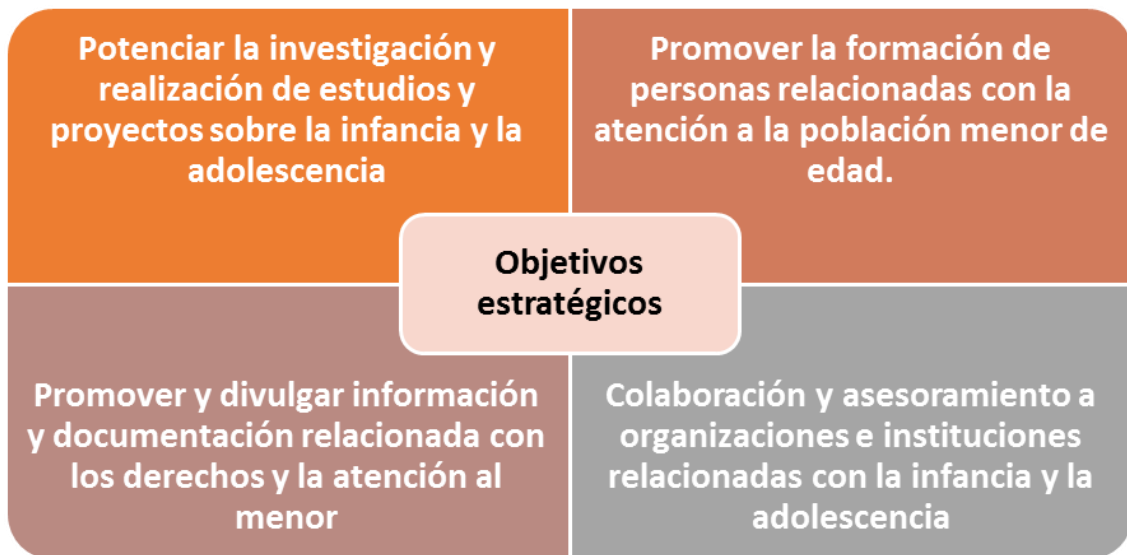 Potenciar la investigación y
realización de estudios y
proyectos sobre la infancia y la
adolescencia
Promover la formación de
personas relacionadas con la
atención a la población menor de
edad.
Objetivos
estratégicos
Promover y divulgar información
y documentación relacionada con
los derechos y la atención al
menor
Colaboración y asesoramiento a
organizaciones e instituciones
relacionadas con la infancia y la
adolescencia